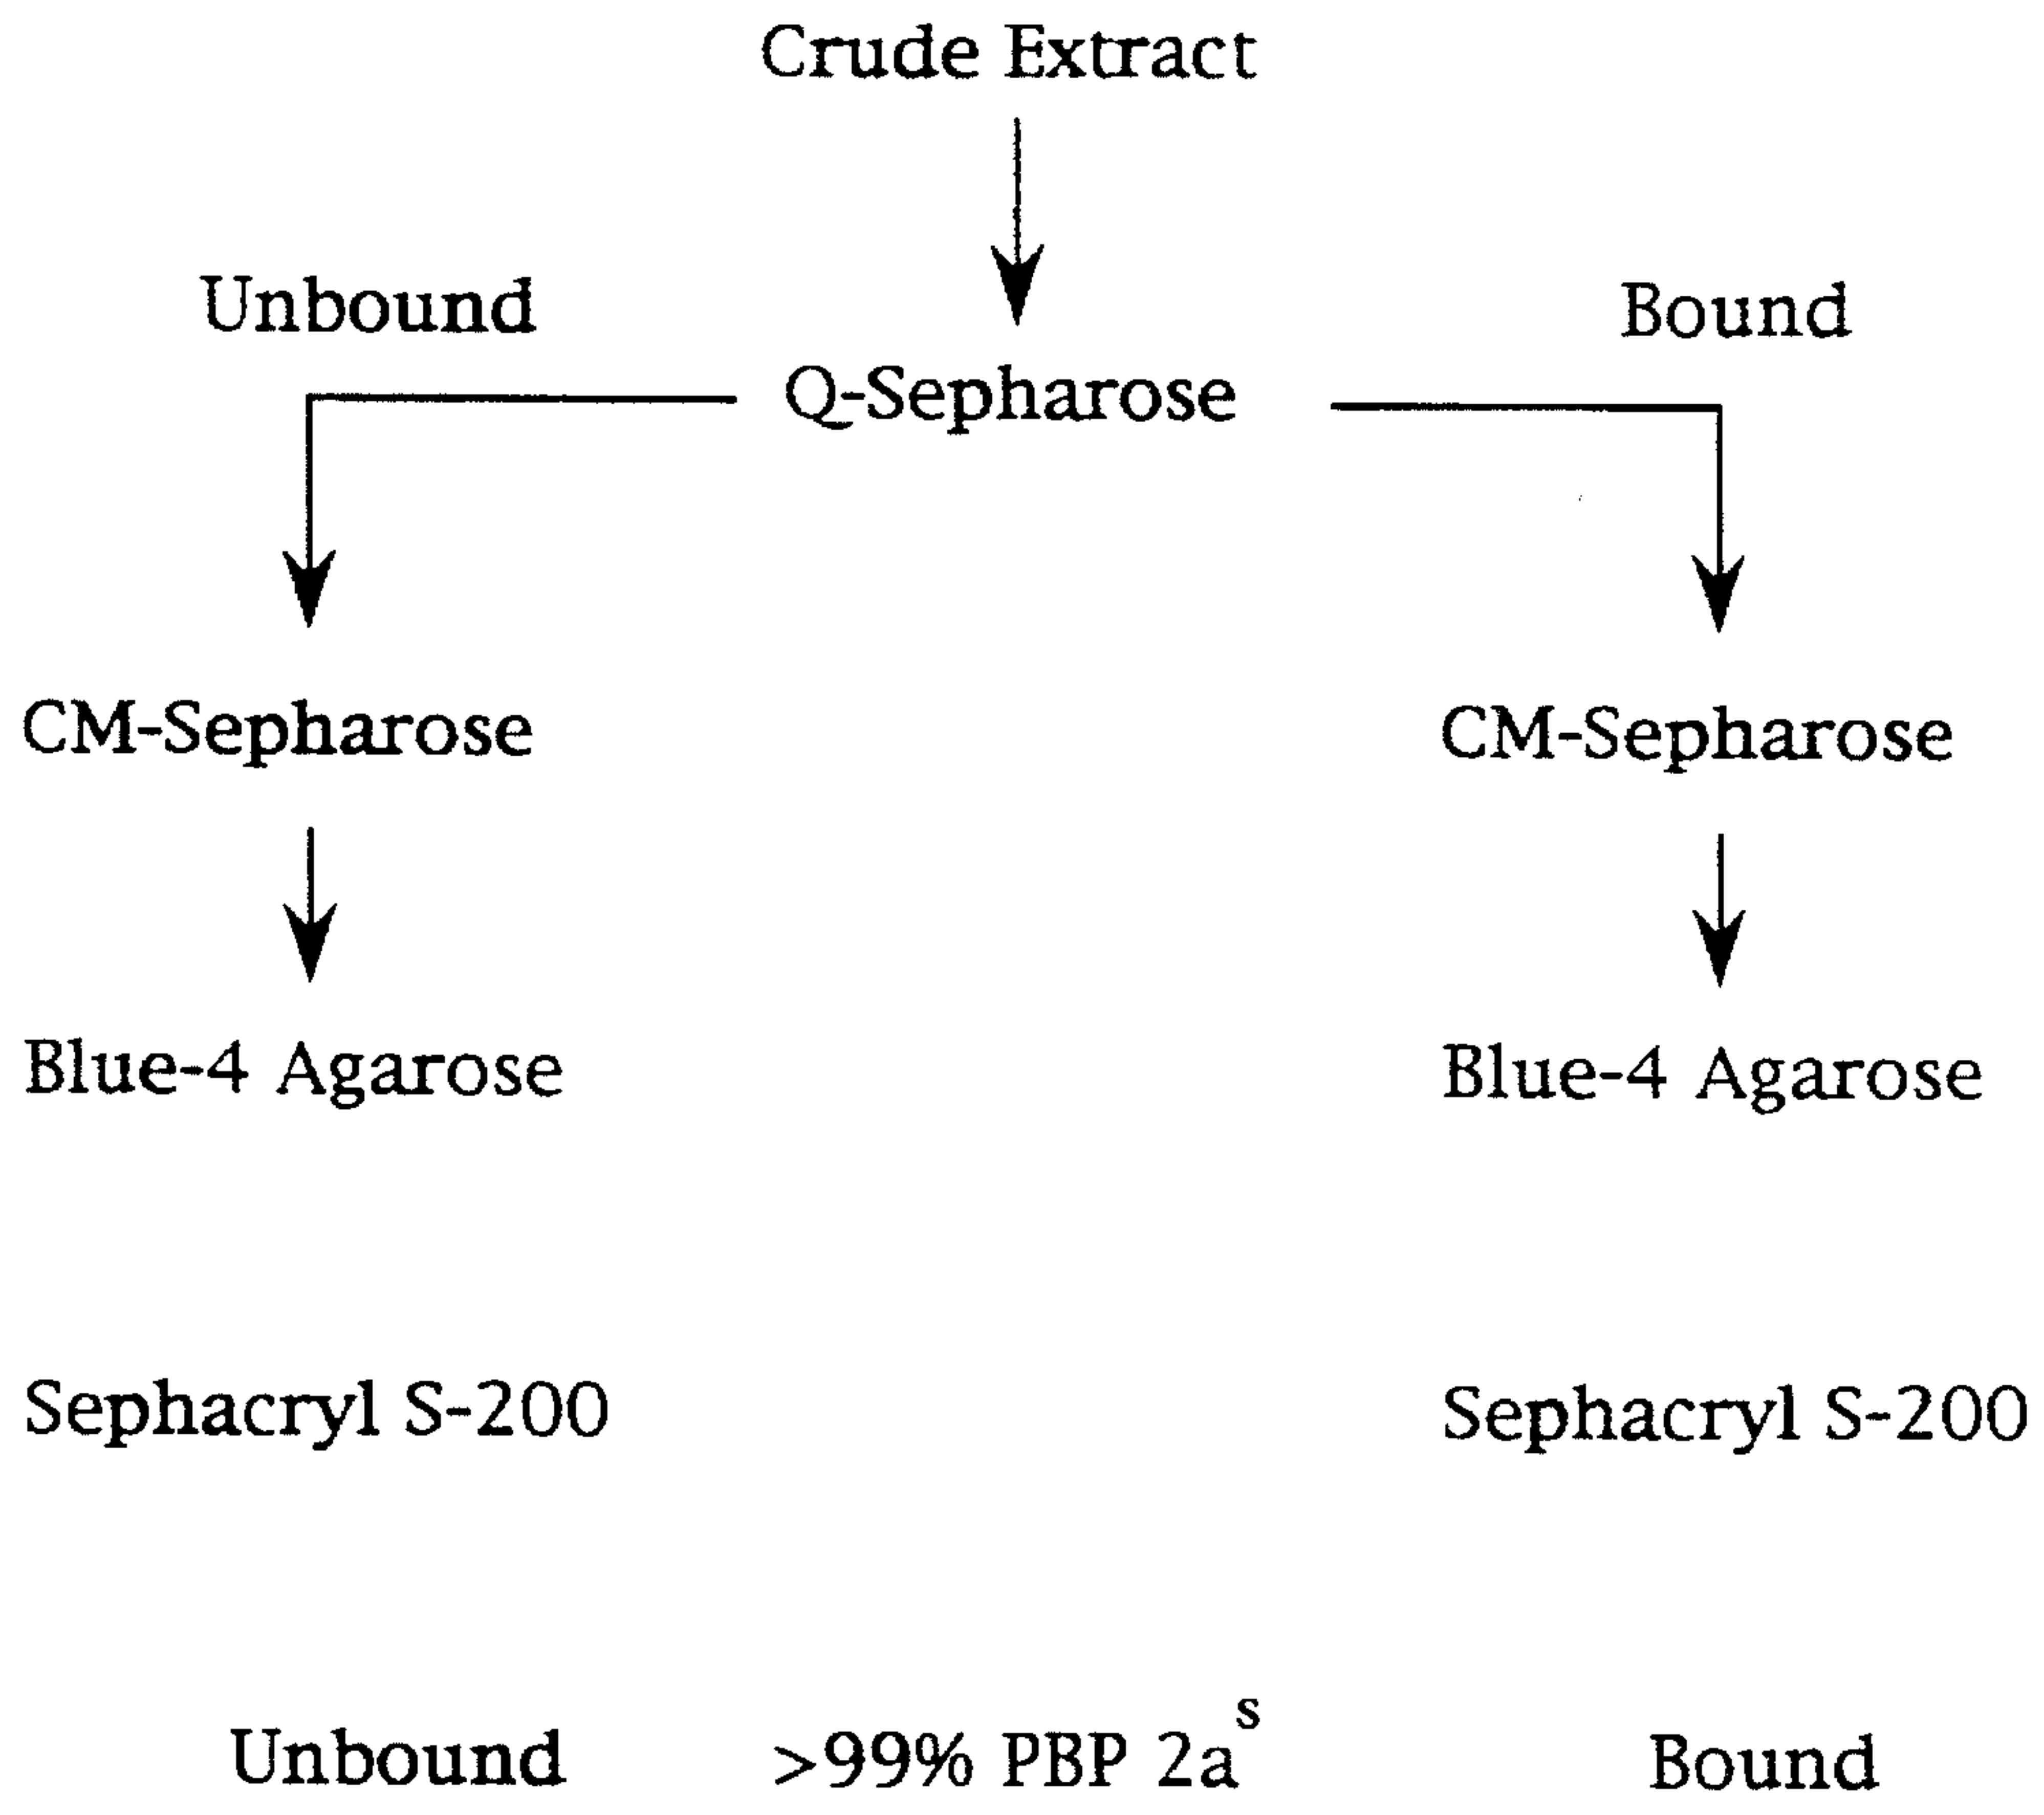 Crude Extract
Unbound
Bound
Q-Sepharose
CM-Sepharose
CM-Sepharose
Blue-4 Agarose
Blue-4 Agarose
Sephacryl S-200
Sephacryl S-200
Unbound
>99% PBP 2a^s
Bound